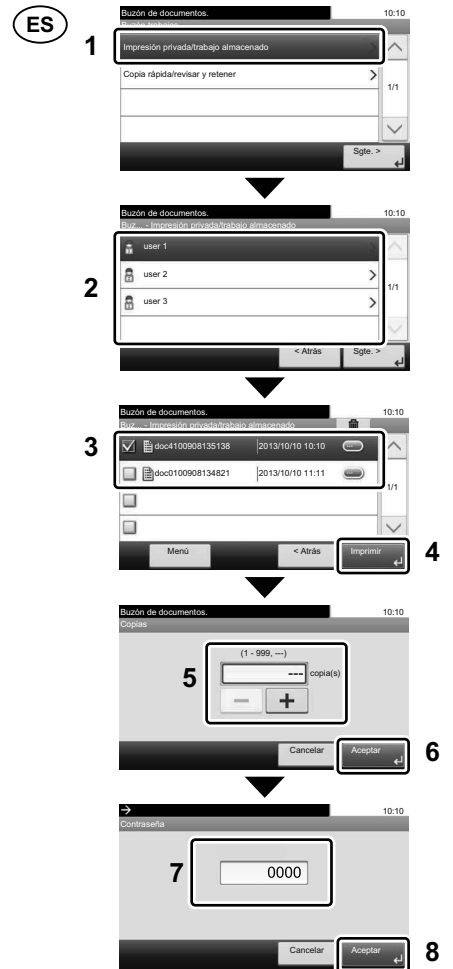 ES
Buzón de documentos. 10:10
Buzón trabajos
1
Impresión privada/trabajo almacenado
Copia rápida/revisar y retener
1/1
Sgte. >
Buzón de documentos. 10:10
Buz... - Impresión privada/trabajo almacenado
2
user 1
user 2
user 3
1/1
< Atrás Sgte. >
Buzón de documentos. 10:10
Buz... - Impresión privada/trabajo almacenado
3
doc4100908135138 2013/10/10 10:10 ...
doc0100908134821 2013/10/10 11:11 ...
1/1
Menú < Atrás Imprimir 4
Buzón de documentos. 10:10
Copias
(1 - 999, ---)
5
--- copia(s)
− +
Cancelar Aceptar 6
→ 10:10
Contraseña
7
0000
Cancelar Aceptar 8